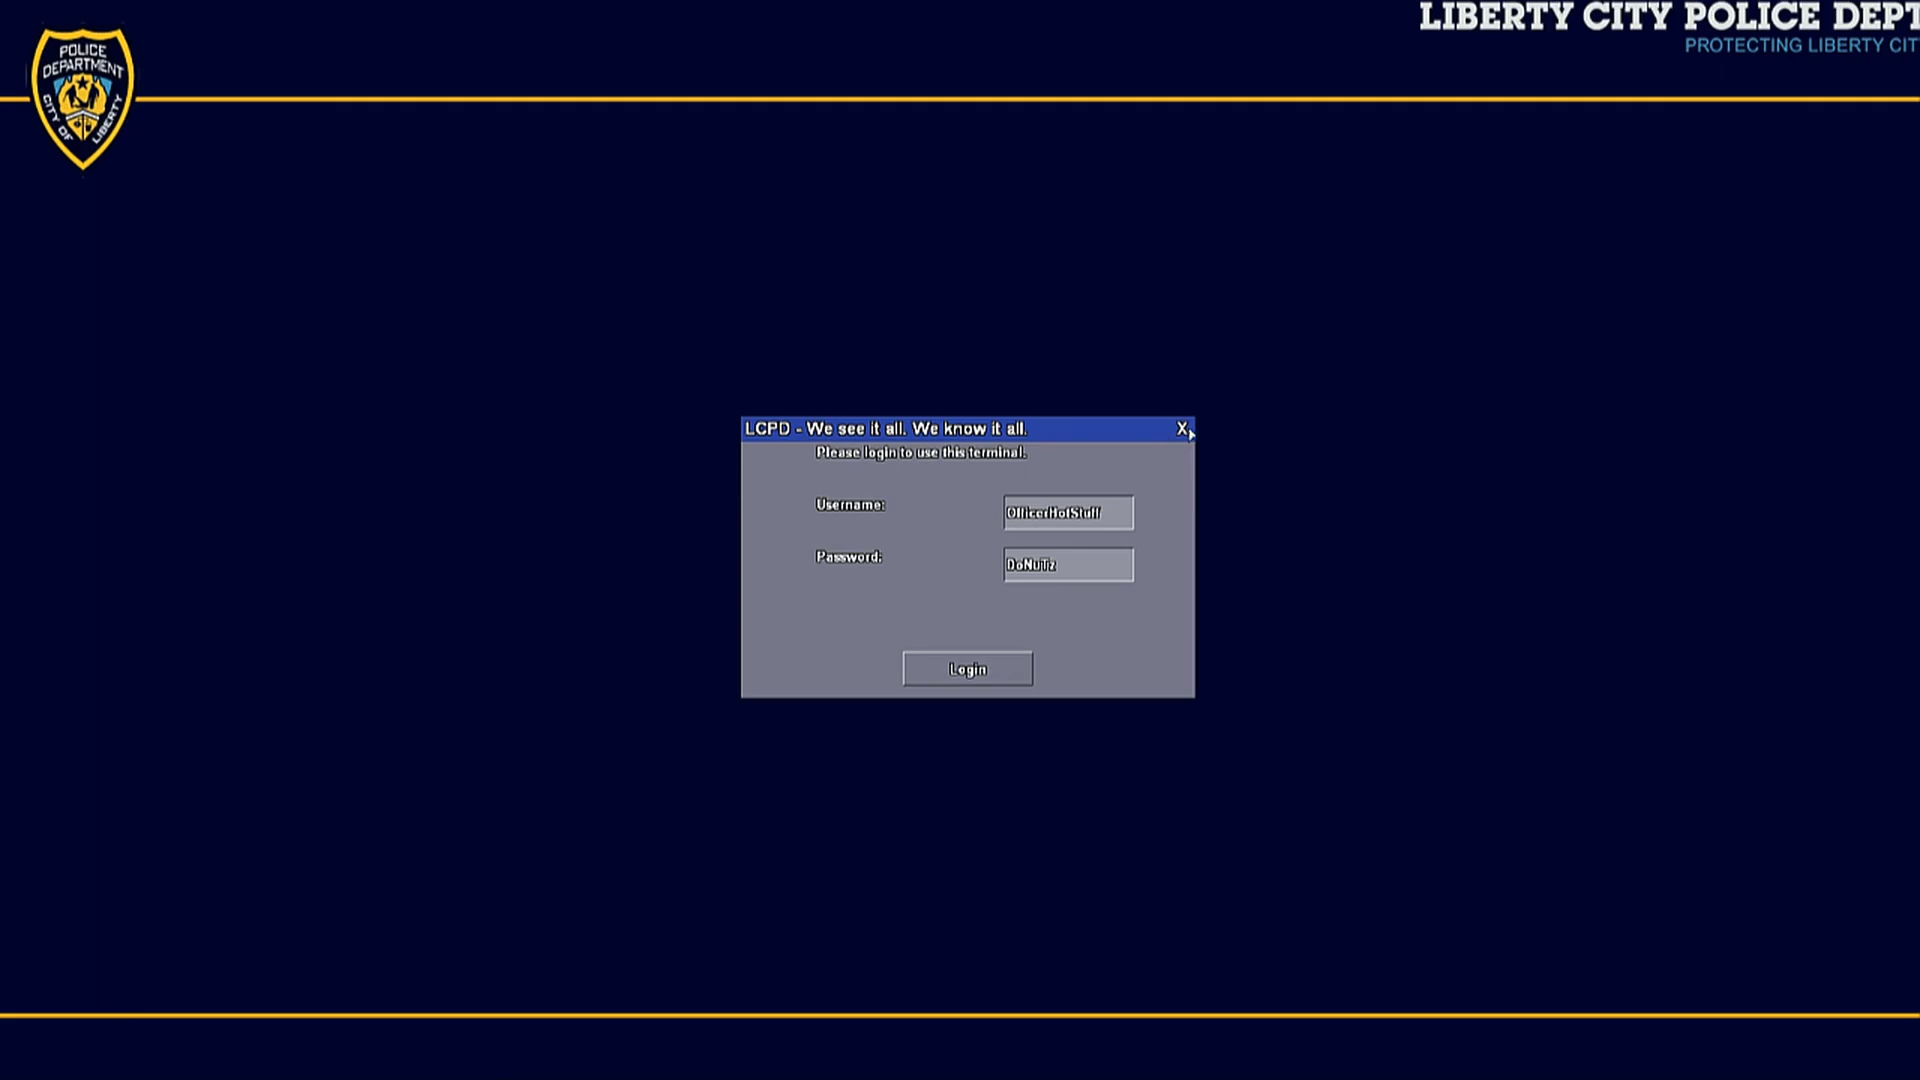 POLICE
DEPARTMENT
CITY OF LIBERTY
LIBERTY CITY POLICE DEPT
PROTECTING LIBERTY CIT
LCPD - We see it all. We know it all. X
Please login to use this terminal.
Username: OfficerHotStuff
Password: DoNuTz
Login